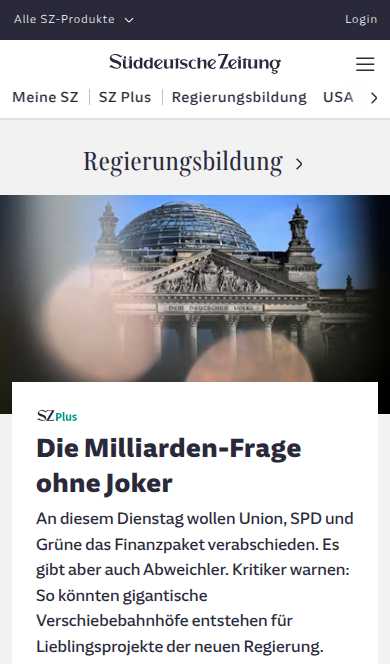 Alle SZ-Produkte
Login
Süddeutsche Zeitung
Meine SZ
SZ Plus
Regierungsbildung
USA
Regierungsbildung
DEM DEUTSCHEN VOLKE
SZ Plus
Die Milliarden-Frage
ohne Joker
An diesem Dienstag wollen Union, SPD und
Grüne das Finanzpaket verabschieden. Es
gibt aber auch Abweichler. Kritiker warnen:
So könnten gigantische
Verschiebebahnhöfe entstehen für
Lieblingsprojekte der neuen Regierung.